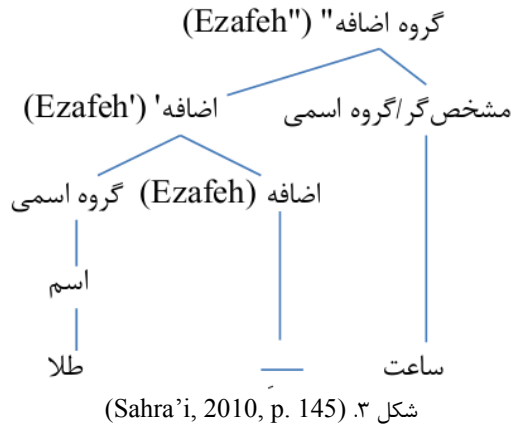 گروه اضافه" (Ezafeh")
مشخص‌گر/گروه اسمی اضافه' (Ezafeh')
اضافه (Ezafeh) گروه اسمی
اسم
ساعت ـِ طلا
شکل ۳. (Sahra’i, 2010, p. 145)